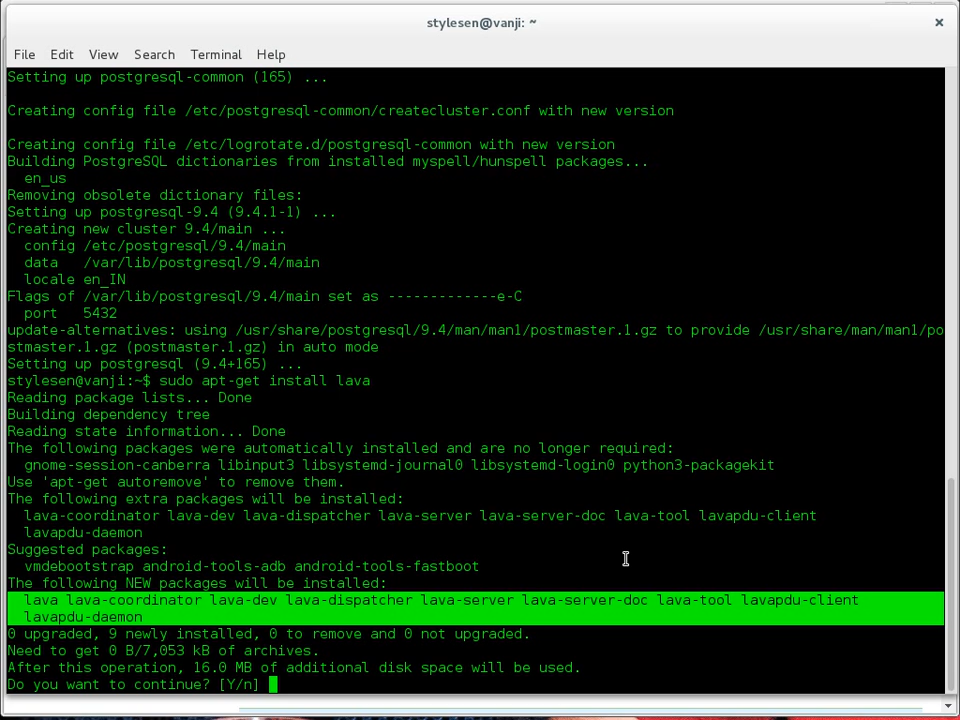 stylesen@vanji: ~
×
File Edit View Search Terminal Help
Setting up postgresql-common (165) ...
Creating config file /etc/postgresql-common/createcluster.conf with new version
Creating config file /etc/logrotate.d/postgresql-common with new version
Building PostgreSQL dictionaries from installed myspell/hunspell packages...
  en_us
Removing obsolete dictionary files:
Setting up postgresql-9.4 (9.4.1-1) ...
Creating new cluster 9.4/main ...
  config /etc/postgresql/9.4/main
  data   /var/lib/postgresql/9.4/main
  locale en_IN
Flags of /var/lib/postgresql/9.4/main set as -------------e-C
  port   5432
update-alternatives: using /usr/share/postgresql/9.4/man/man1/postmaster.1.gz to provide /usr/share/man/man1/po
stmaster.1.gz (postmaster.1.gz) in auto mode
Setting up postgresql (9.4+165) ...
stylesen@vanji:~$ sudo apt-get install lava
Reading package lists... Done
Building dependency tree
Reading state information... Done
The following packages were automatically installed and are no longer required:
  gnome-session-canberra libinput3 libsystemd-journal0 libsystemd-login0 python3-packagekit
Use 'apt-get autoremove' to remove them.
The following extra packages will be installed:
  lava-coordinator lava-dev lava-dispatcher lava-server lava-server-doc lava-tool lavapdu-client
  lavapdu-daemon
Suggested packages:
  vmdebootstrap android-tools-adb android-tools-fastboot
The following NEW packages will be installed:
  lava lava-coordinator lava-dev lava-dispatcher lava-server lava-server-doc lava-tool lavapdu-client
  lavapdu-daemon
0 upgraded, 9 newly installed, 0 to remove and 0 not upgraded.
Need to get 0 B/7,053 kB of archives.
After this operation, 16.0 MB of additional disk space will be used.
Do you want to continue? [Y/n]